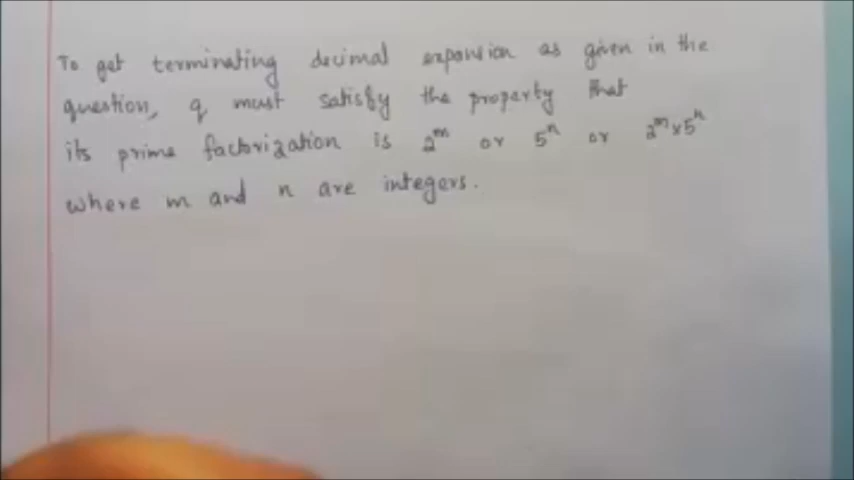 To get terminating decimal expansion as given in the
question, q must satisfy the property that
its prime factorization is 2^m or 5^n or 2^m×5^n
where m and n are integers.